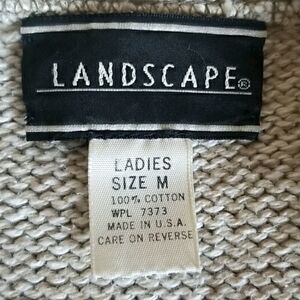 LANDSCAPE®
LADIES
SIZE M
100% COTTON
WPL 7373
MADE IN U.S.A.
CARE ON REVERSE